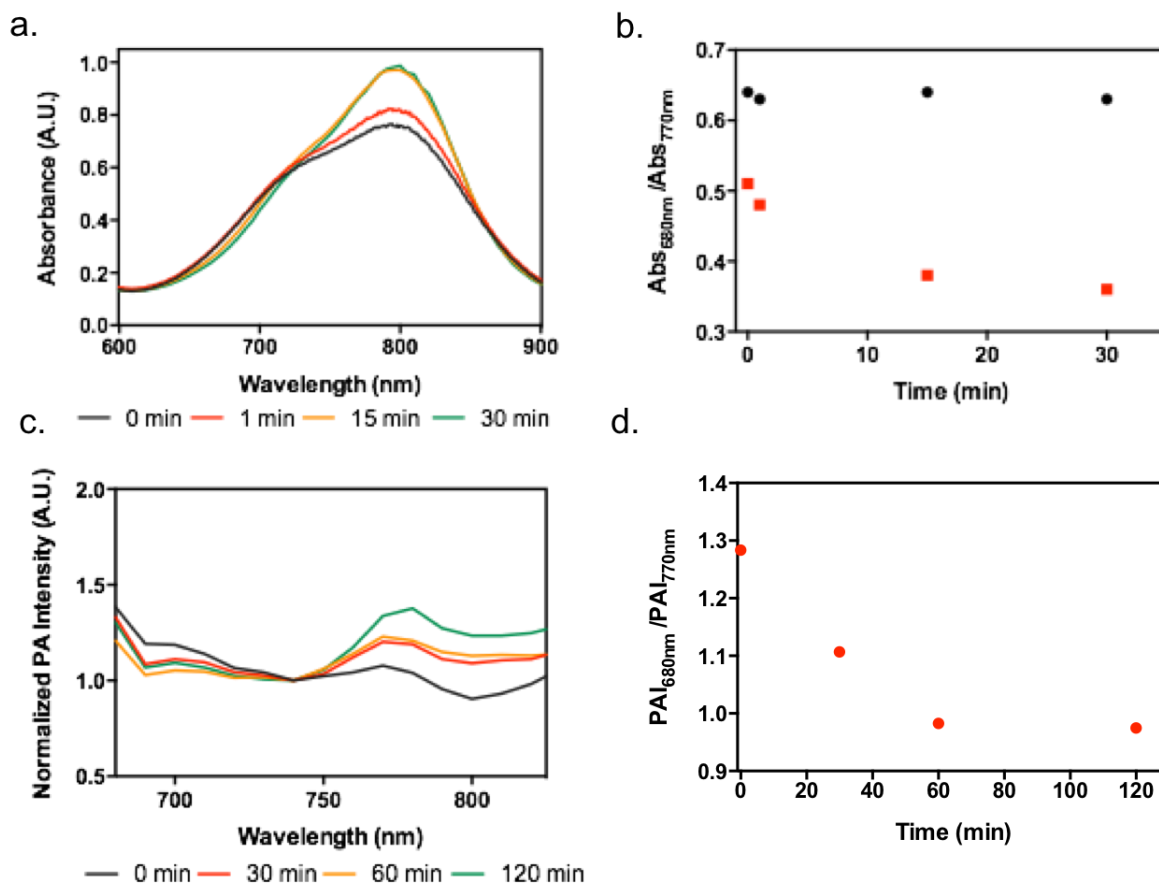 a.
Absorbance (A.U.)
1.0
0.8
0.6
0.4
0.2
0.0
600 700 800 900
Wavelength (nm)
0 min 1 min 15 min 30 min
b.
Abs680nm /Abs770nm
0.7
0.6
0.5
0.4
0.3
0 10 20 30
Time (min)
c.
Normalized PA Intensity (A.U.)
2.0
1.5
1.0
0.5
700 750 800
Wavelength (nm)
0 min 30 min 60 min 120 min
d.
PAI680nm /PAI770nm
1.4
1.3
1.2
1.1
1.0
0.9
0 20 40 60 80 100 120
Time (min)